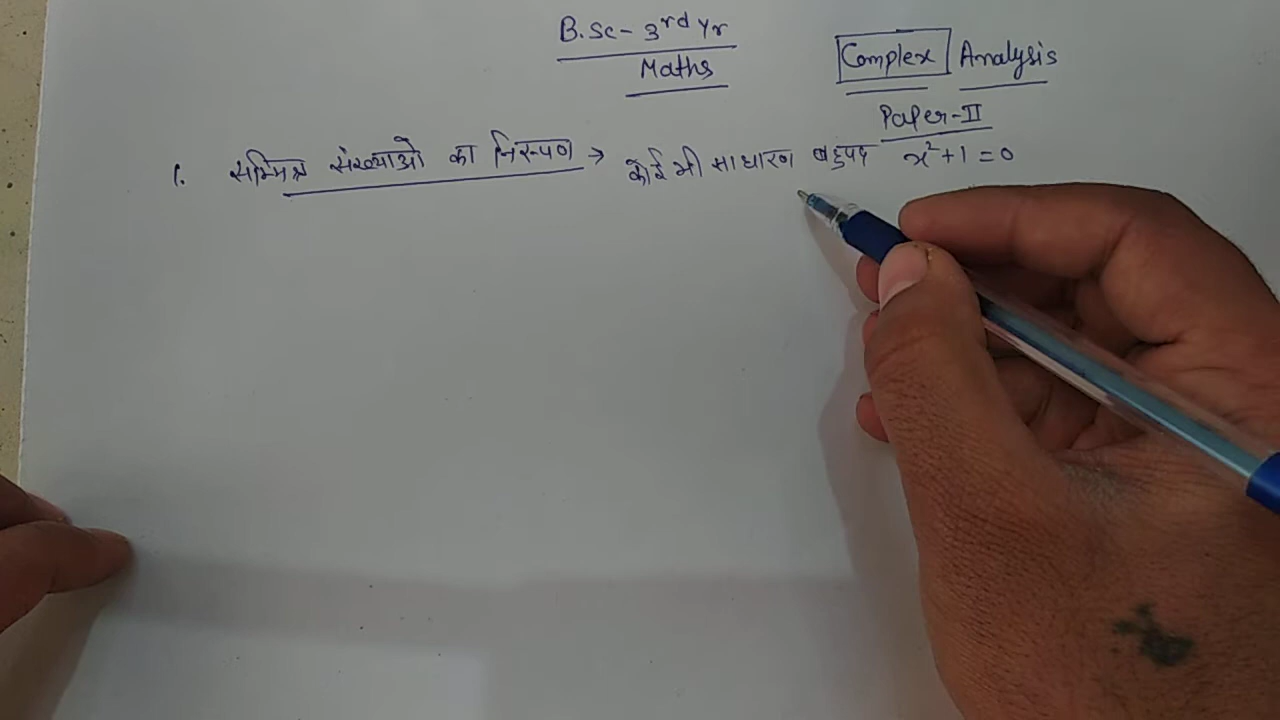 B.Sc- 3rd Yr
Maths
Complex Analysis
Paper-II
1. सम्मिश्र संख्याओ का निरूपण → कोई भी साधारण बहुपद x²+1=0